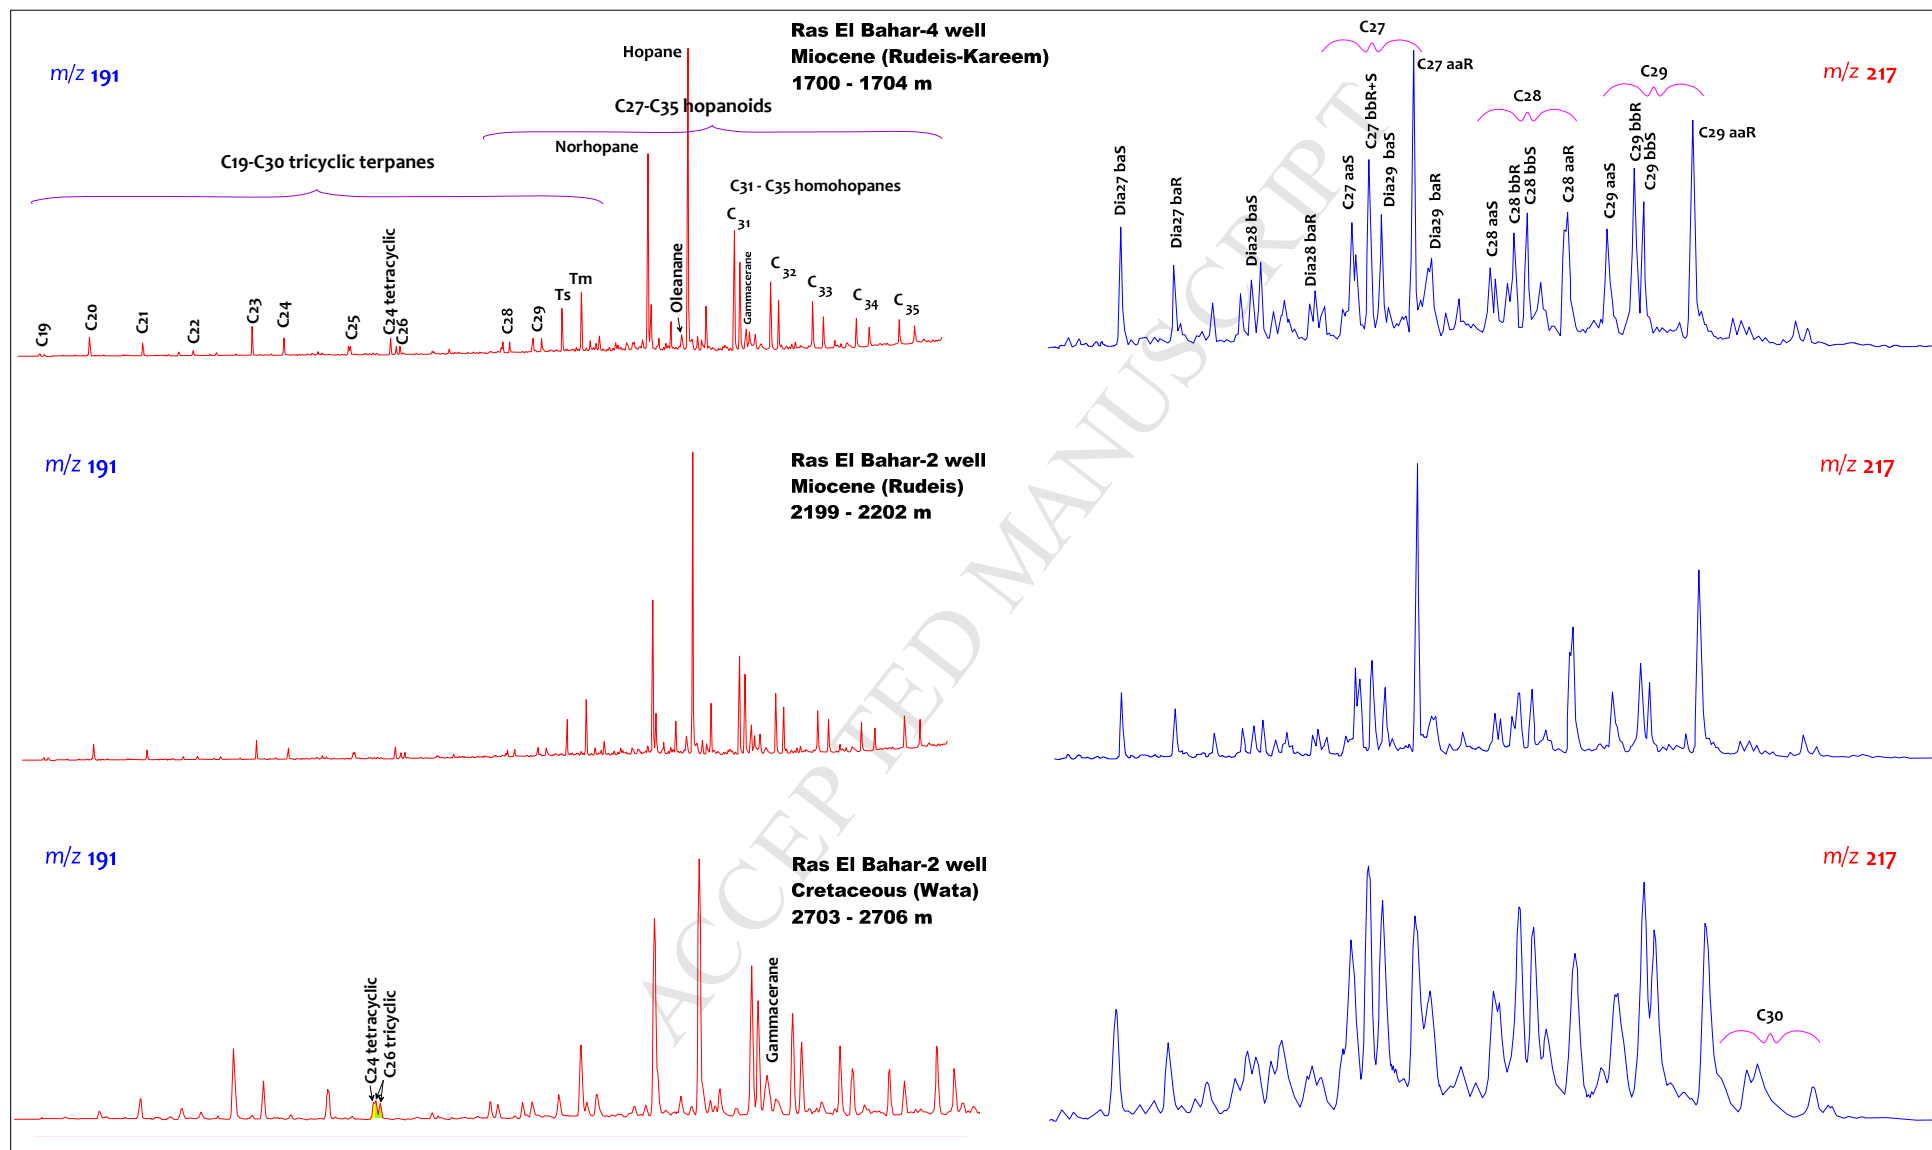 m/z 191
Ras El Bahar-4 well
Miocene (Rudeis-Kareem)
1700 - 1704 m
m/z 217
Hopane
C27-C35 hopanoids
Norhopane
C19-C30 tricyclic terpanes
C31 - C35 homohopanes
C19
C20
C21
C22
C23
C24
C25
C24 tetracyclic
C26
C28
C29
Ts
Tm
Oleanane
C 31
Gammacerane
C 32
C 33
C 34
C 35
C27
C28
C29
Dia27 baS
Dia27 baR
Dia28 baS
Dia28 baR
C27 aaS
C27 bbR+S
Dia29 baS
C27 aaR
Dia29 baR
C28 aaS
C28 bbR
C28 bbS
C28 aaR
C29 aaS
C29 bbR
C29 bbS
C29 aaR
m/z 191
Ras El Bahar-2 well
Miocene (Rudeis)
2199 - 2202 m
m/z 217
m/z 191
Ras El Bahar-2 well
Cretaceous (Wata)
2703 - 2706 m
m/z 217
C24 tetracyclic
C26 tricyclic
Gammacerane
C30
ACCEPTED MANUSCRIPT